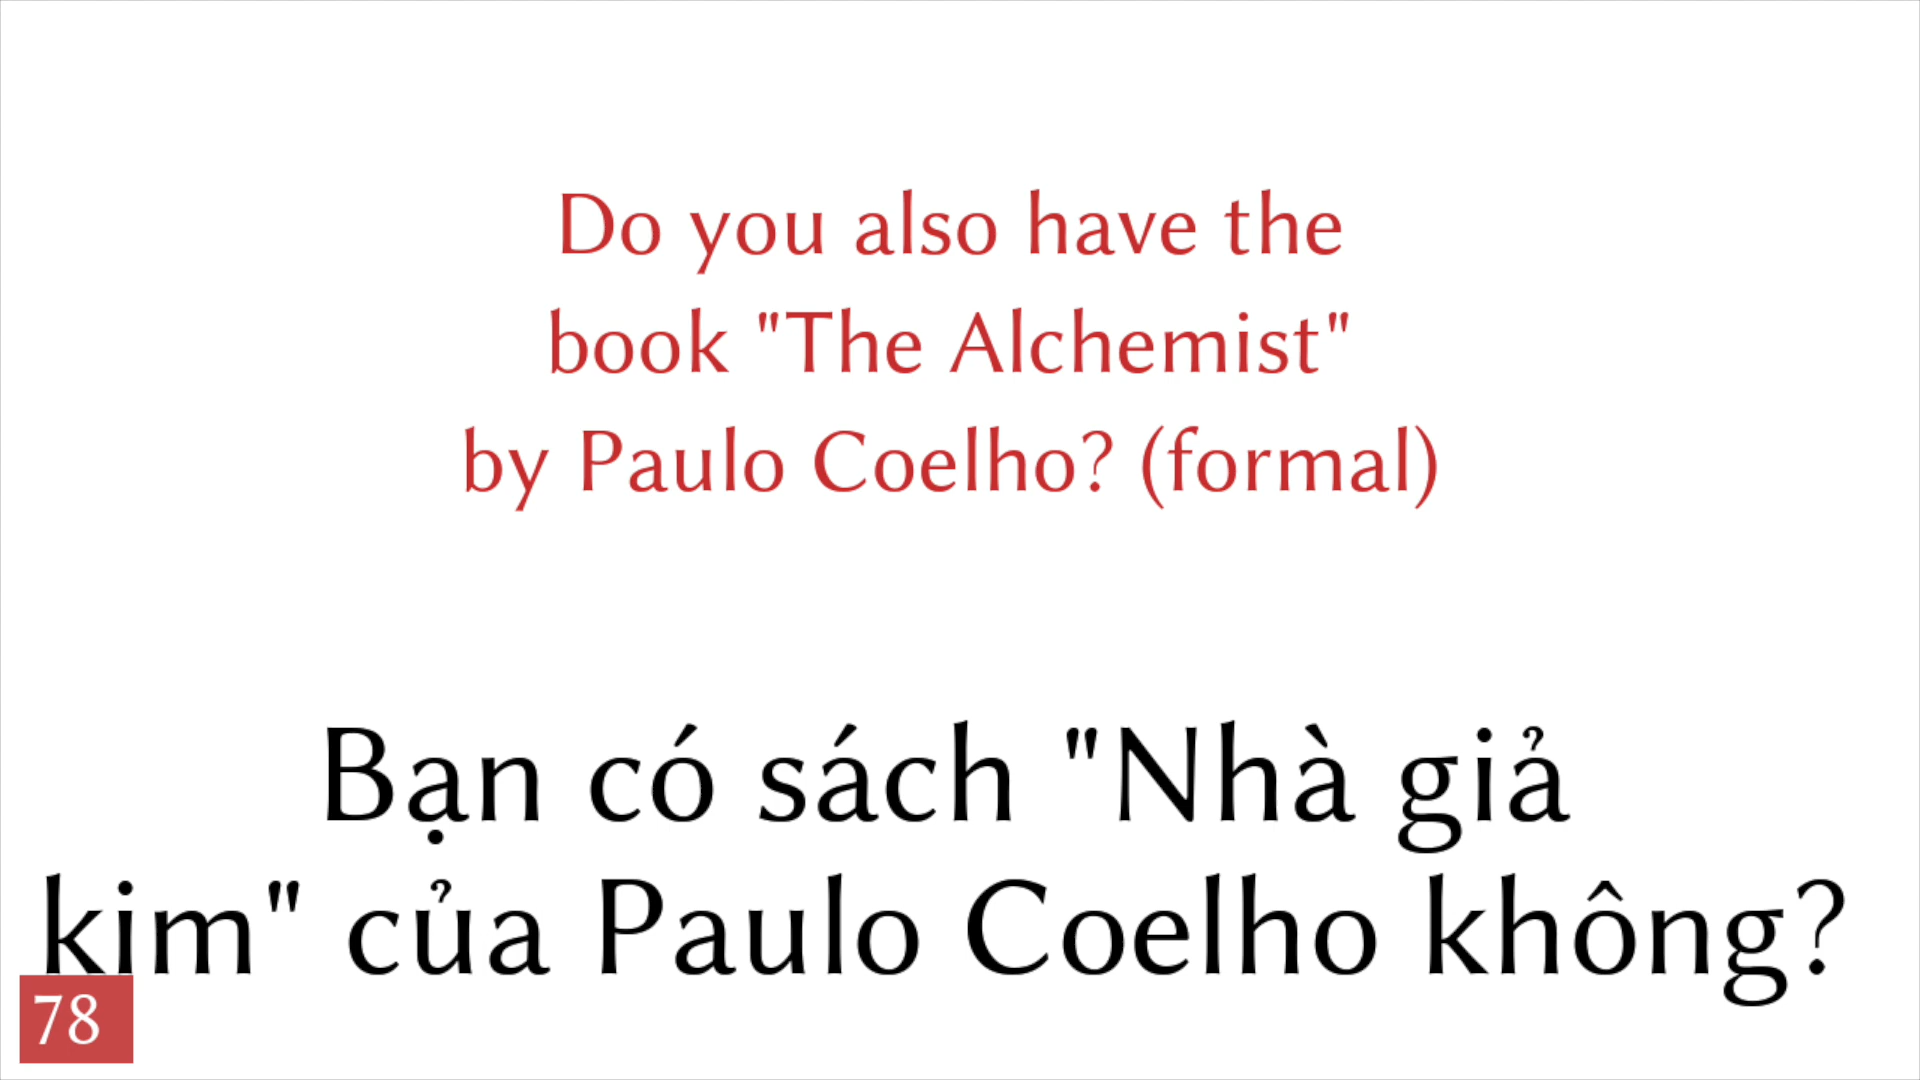 Do you also have the
book "The Alchemist"
by Paulo Coelho? (formal)
Bạn có sách "Nhà giả
kim" của Paulo Coelho không?
78